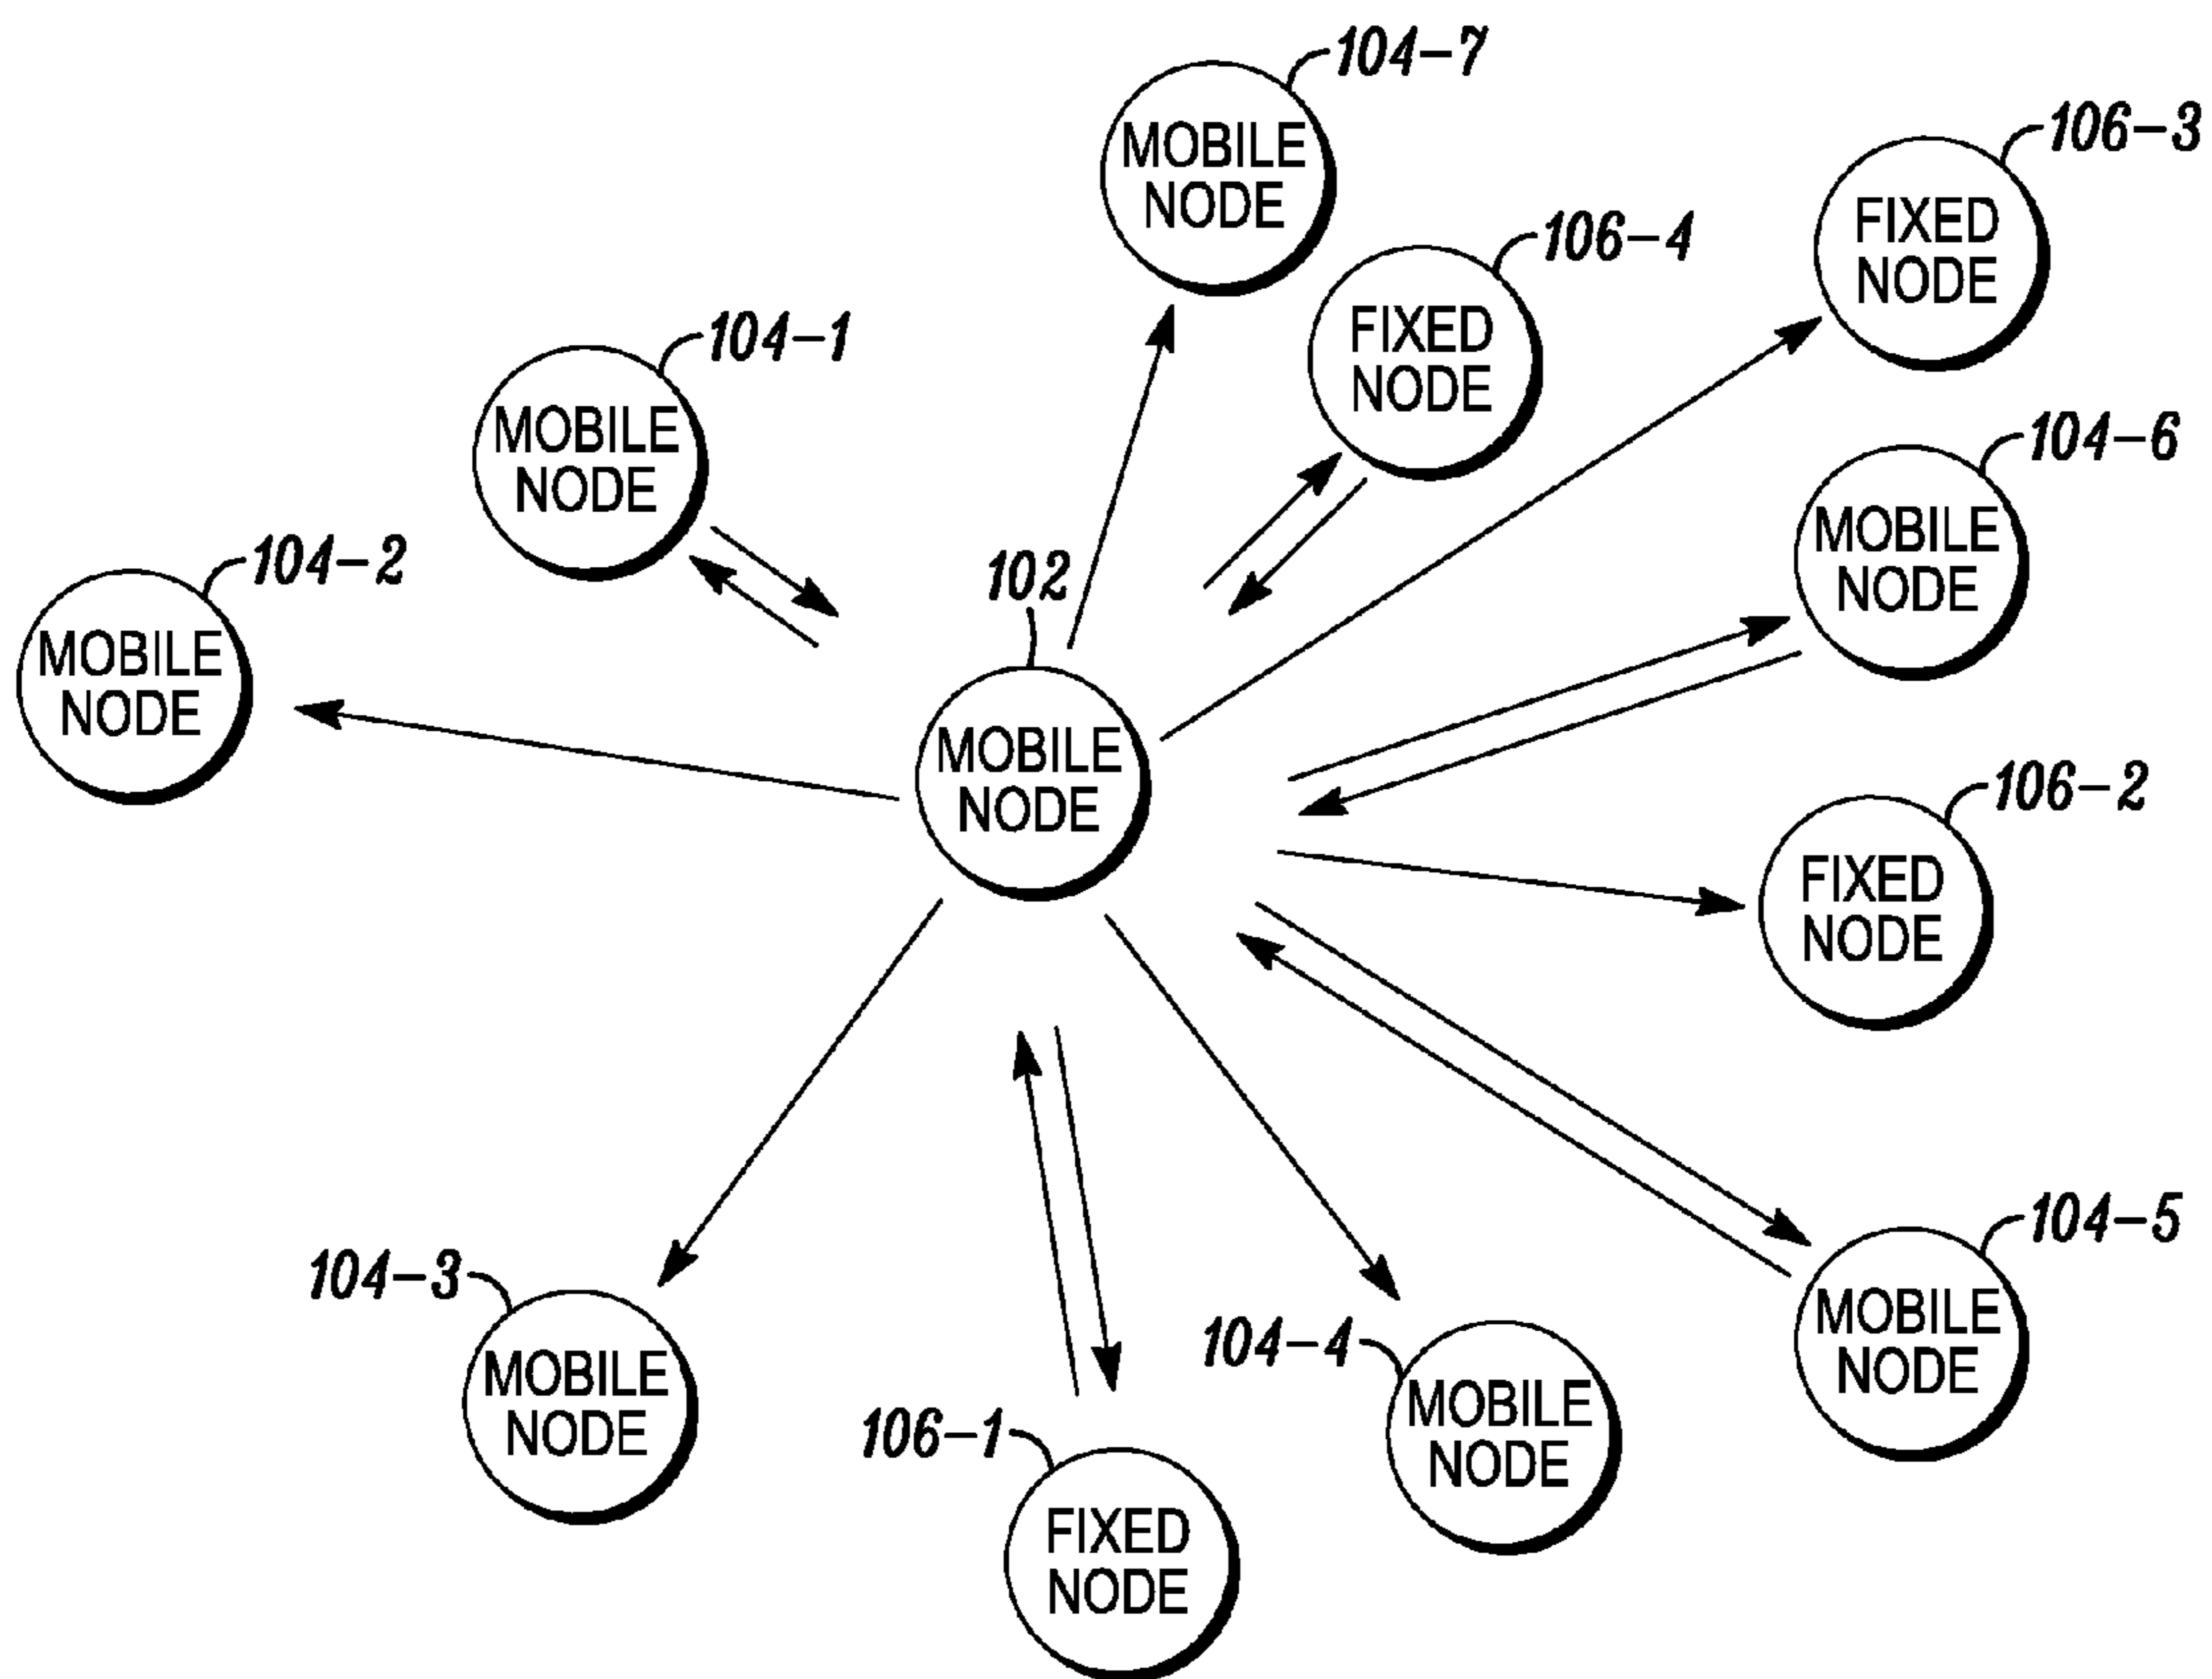 104-7
MOBILE
NODE
106-3
FIXED
NODE
106-4
FIXED
NODE
104-1
MOBILE
NODE
104-6
MOBILE
NODE
104-2
MOBILE
NODE
102
MOBILE
NODE
106-2
FIXED
NODE
104-5
MOBILE
NODE
104-3
MOBILE
NODE
104-4
MOBILE
NODE
106-1
FIXED
NODE